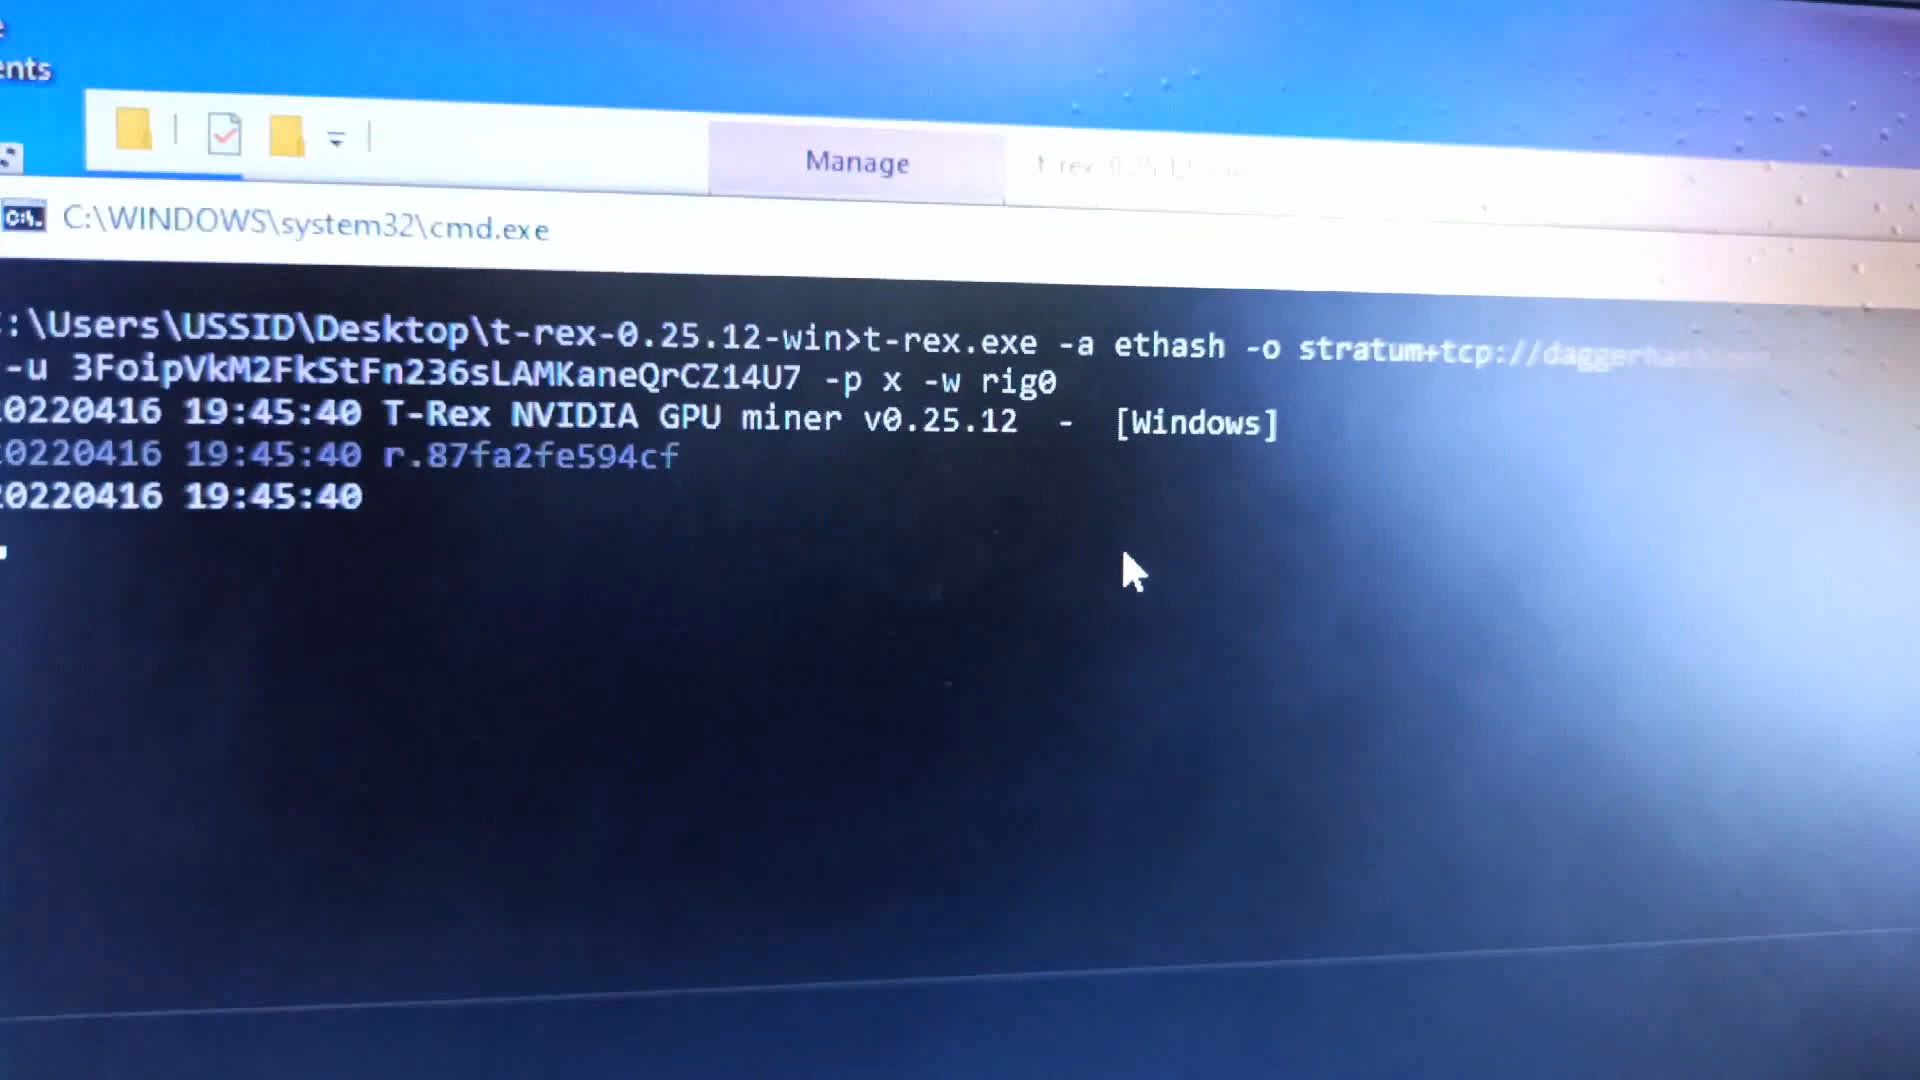 ents
Manage
C:\WINDOWS\system32\cmd.exe
:\Users\USSID\Desktop\t-rex-0.25.12-win>t-rex.exe -a ethash -o stratum+tcp://daggerhash
-u 3FoipVkM2FkStFn236sLAMKaneQrCZ14U7 -p x -w rig0
20220416 19:45:40 T-Rex NVIDIA GPU miner v0.25.12 - [Windows]
20220416 19:45:40 r.87fa2fe594cf
20220416 19:45:40